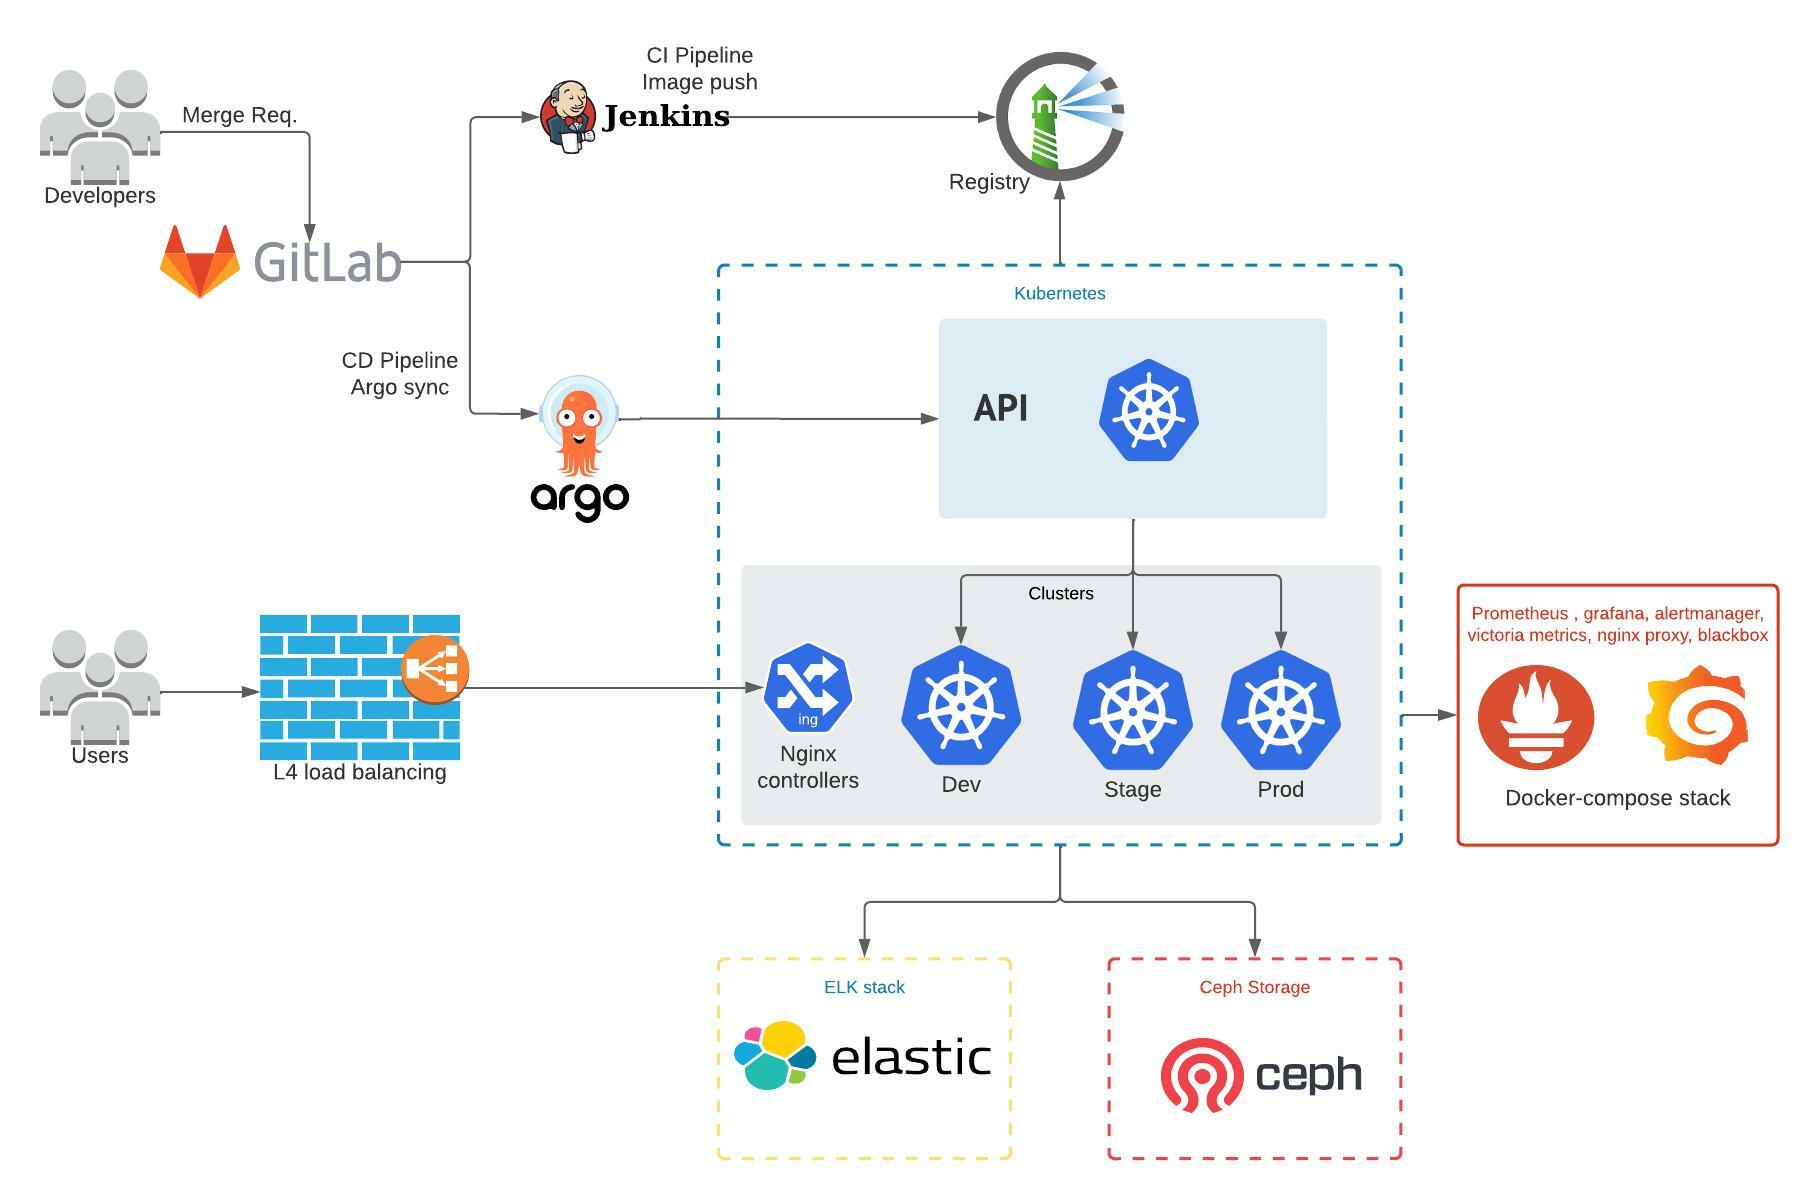 CI Pipeline
Image push
Merge Req.
Jenkins
Developers
Registry
GitLab
Kubernetes
CD Pipeline
Argo sync
API
argo
Clusters
Prometheus , grafana, alertmanager,
victoria metrics, nginx proxy, blackbox
ing
Users
L4 load balancing
Nginx
controllers
Dev
Stage
Prod
Docker-compose stack
ELK stack
Ceph Storage
elastic
ceph